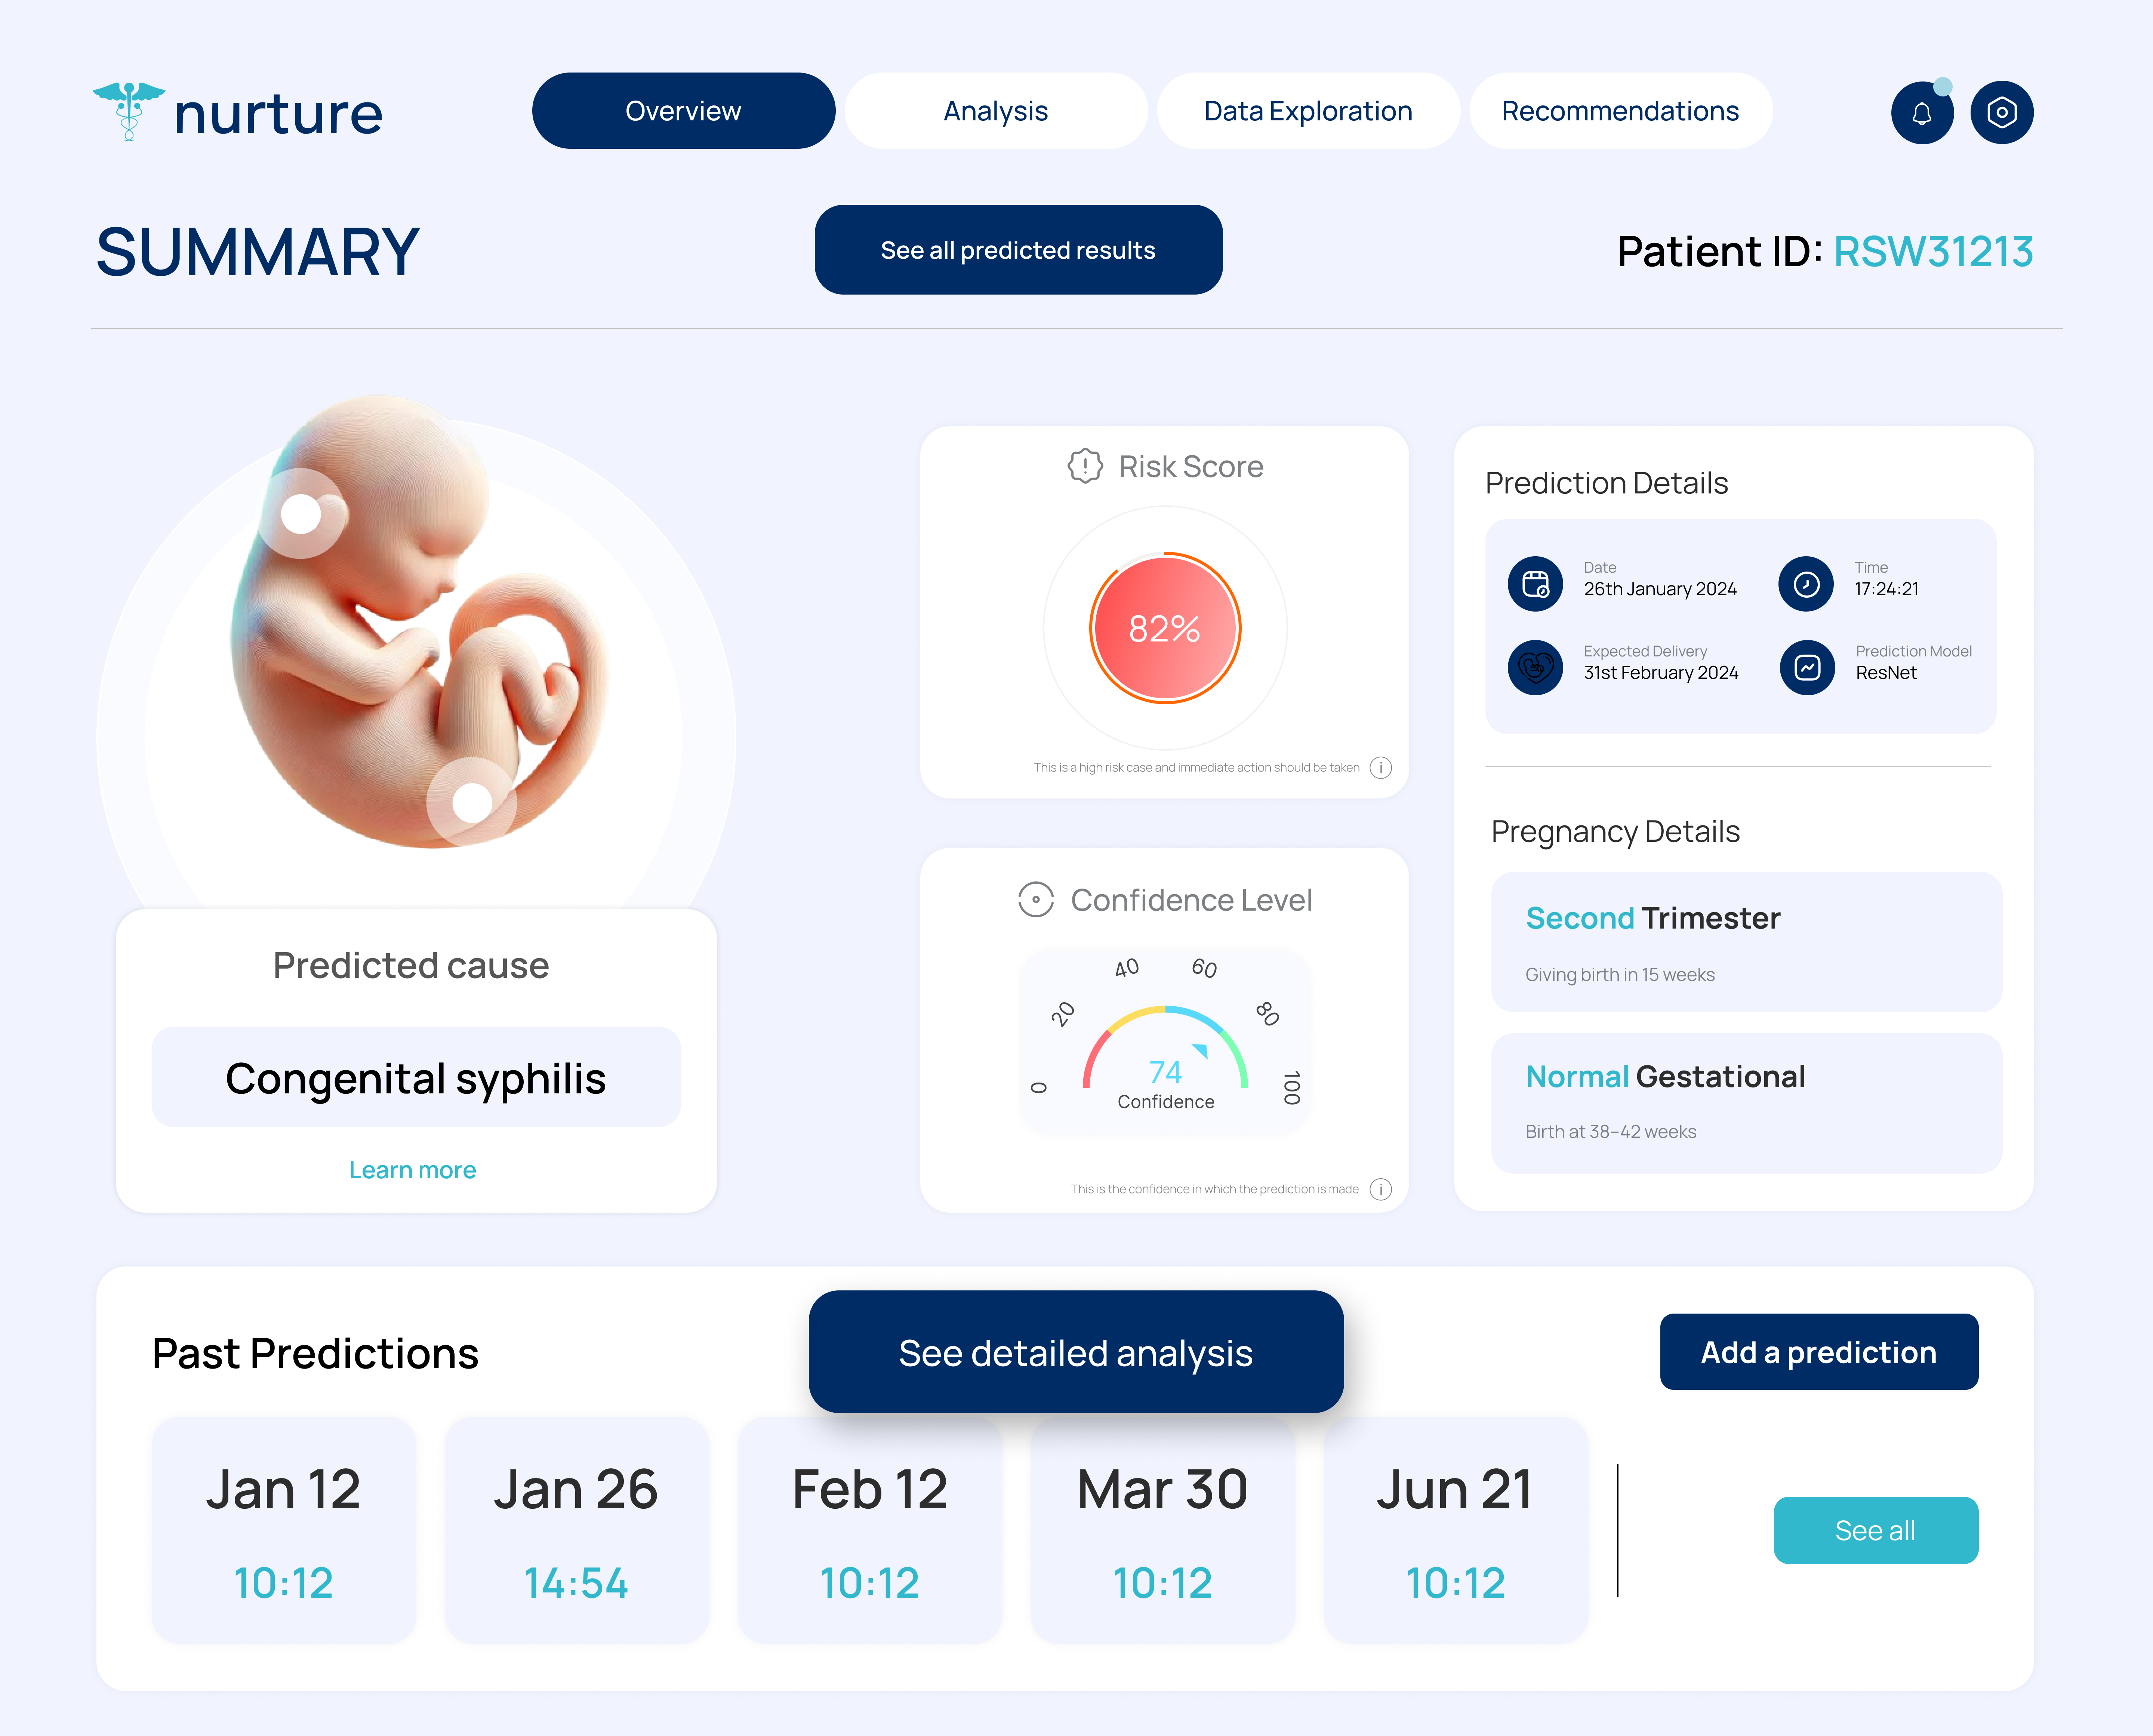 nurture
Overview
Analysis
Data Exploration
Recommendations
SUMMARY
See all predicted results
Patient ID: RSW31213
Risk Score
82%
This is a high risk case and immediate action should be taken
Confidence Level
0
20
40
60
80
100
74
Confidence
This is the confidence in which the prediction is made
Prediction Details
Date
26th January 2024
Time
17:24:21
Expected Delivery
31st February 2024
Prediction Model
ResNet
Pregnancy Details
Second Trimester
Giving birth in 15 weeks
Normal Gestational
Birth at 38–42 weeks
Predicted cause
Congenital syphilis
Learn more
Past Predictions
See detailed analysis
Add a prediction
Jan 12
10:12
Jan 26
14:54
Feb 12
10:12
Mar 30
10:12
Jun 21
10:12
See all